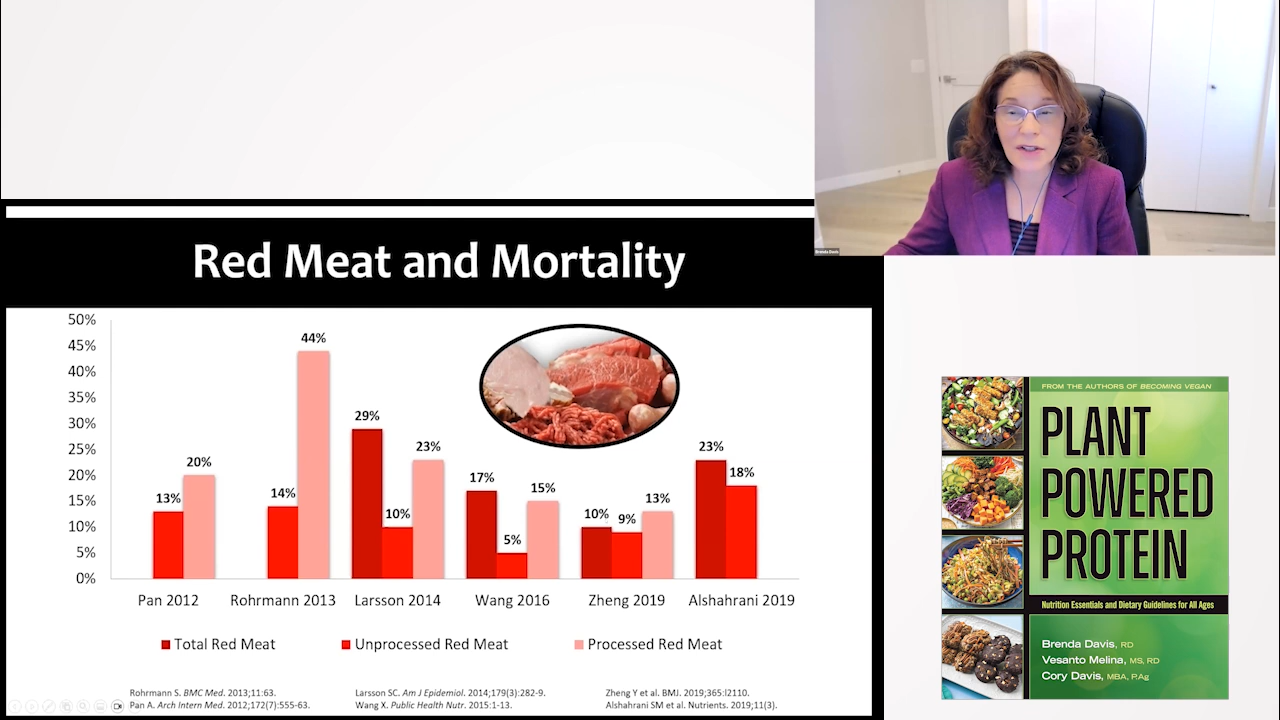 Brenda Davis
Red Meat and Mortality
50%
45%
40%
35%
30%
25%
20%
15%
10%
5%
0%
13%
20%
14%
44%
29%
10%
23%
17%
5%
15%
10%
9%
13%
23%
18%
Pan 2012
Rohrmann 2013
Larsson 2014
Wang 2016
Zheng 2019
Alshahrani 2019
Total Red Meat
Unprocessed Red Meat
Processed Red Meat
Rohrmann S. BMC Med. 2013;11:63.
Pan A. Arch Intern Med. 2012;172(7):555-63.
Larsson SC. Am J Epidemiol. 2014;179(3):282-9.
Wang X. Public Health Nutr. 2015:1-13.
Zheng Y et al. BMJ. 2019;365:l2110.
Alshahrani SM et al. Nutrients. 2019;11(3).
FROM THE AUTHORS OF BECOMING VEGAN
PLANT
POWERED
PROTEIN
Nutrition Essentials and Dietary Guidelines for All Ages
Brenda Davis, RD
Vesanto Melina, MS, RD
Cory Davis, MBA, P.Ag